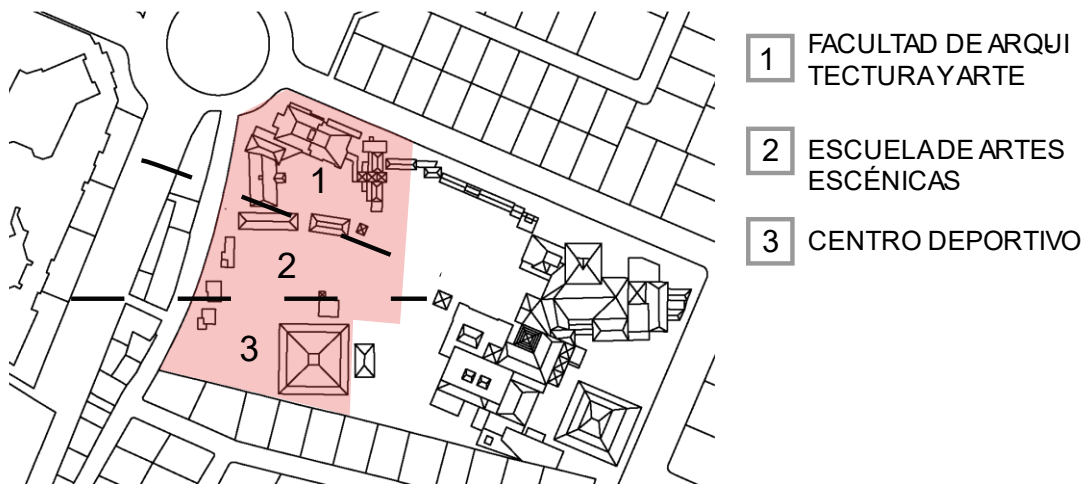 1 FACULTAD DE ARQUI
TECTURA Y ARTE
2 ESCUELA DE ARTES
ESCÉNICAS
3 CENTRO DEPORTIVO
1
2
3